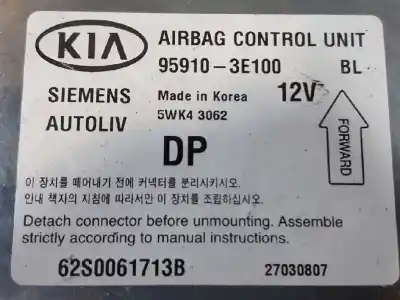 KIA AIRBAG CONTROL UNIT
95910-3E100 BL
SIEMENS Made in Korea 12V
AUTOLIV 5WK4 3062
DP
FORWARD
이 장치를 떼어내기 전에 커넥터를 분리시키시오.
안내 책자의 지침에 따라서만 이 장치를 조립하십시오.
Detach connector before unmounting. Assemble
strictly according to manual instructions.
62S0061713B 27030807